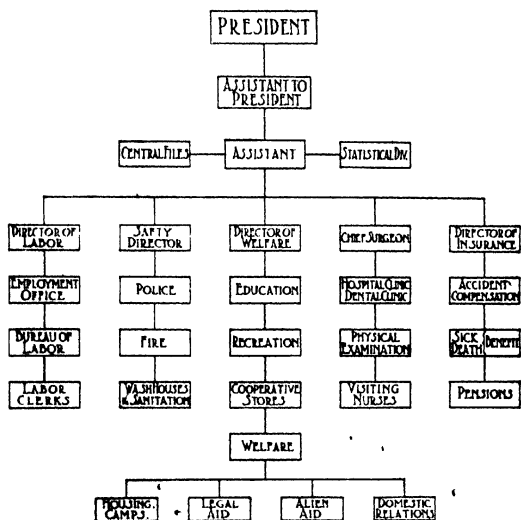 PRESIDENT
ASSISTANT TO
PRESIDENT
CENTRAL FILES
ASSISTANT
STATISTICAL DIV.
DIRECTOR OF
LABOR
SAFTY
DIRECTOR
DIRECTOR OF
WELFARE
CHIEF SURGEON
DIRECTOR OF
INSURANCE
EMPLOYMENT
OFFICE
POLICE
EDUCATION
HOSPITAL CLINIC
DENTAL CLINIC
ACCIDENT
COMPENSATION
BUREAU OF
LABOR
FIRE
RECREATION
PHYSICAL
EXAMINATION
SICK
DEATH
BENEFIT
LABOR
CLERKS
WASH HOUSES
& SANITATION
COOPERATIVE
STORES
VISITING
NURSES
PENSIONS
WELFARE
HOUSING,
CAMPS.
LEGAL
AID
ALIEN
AID
DOMESTIC
RELATIONS